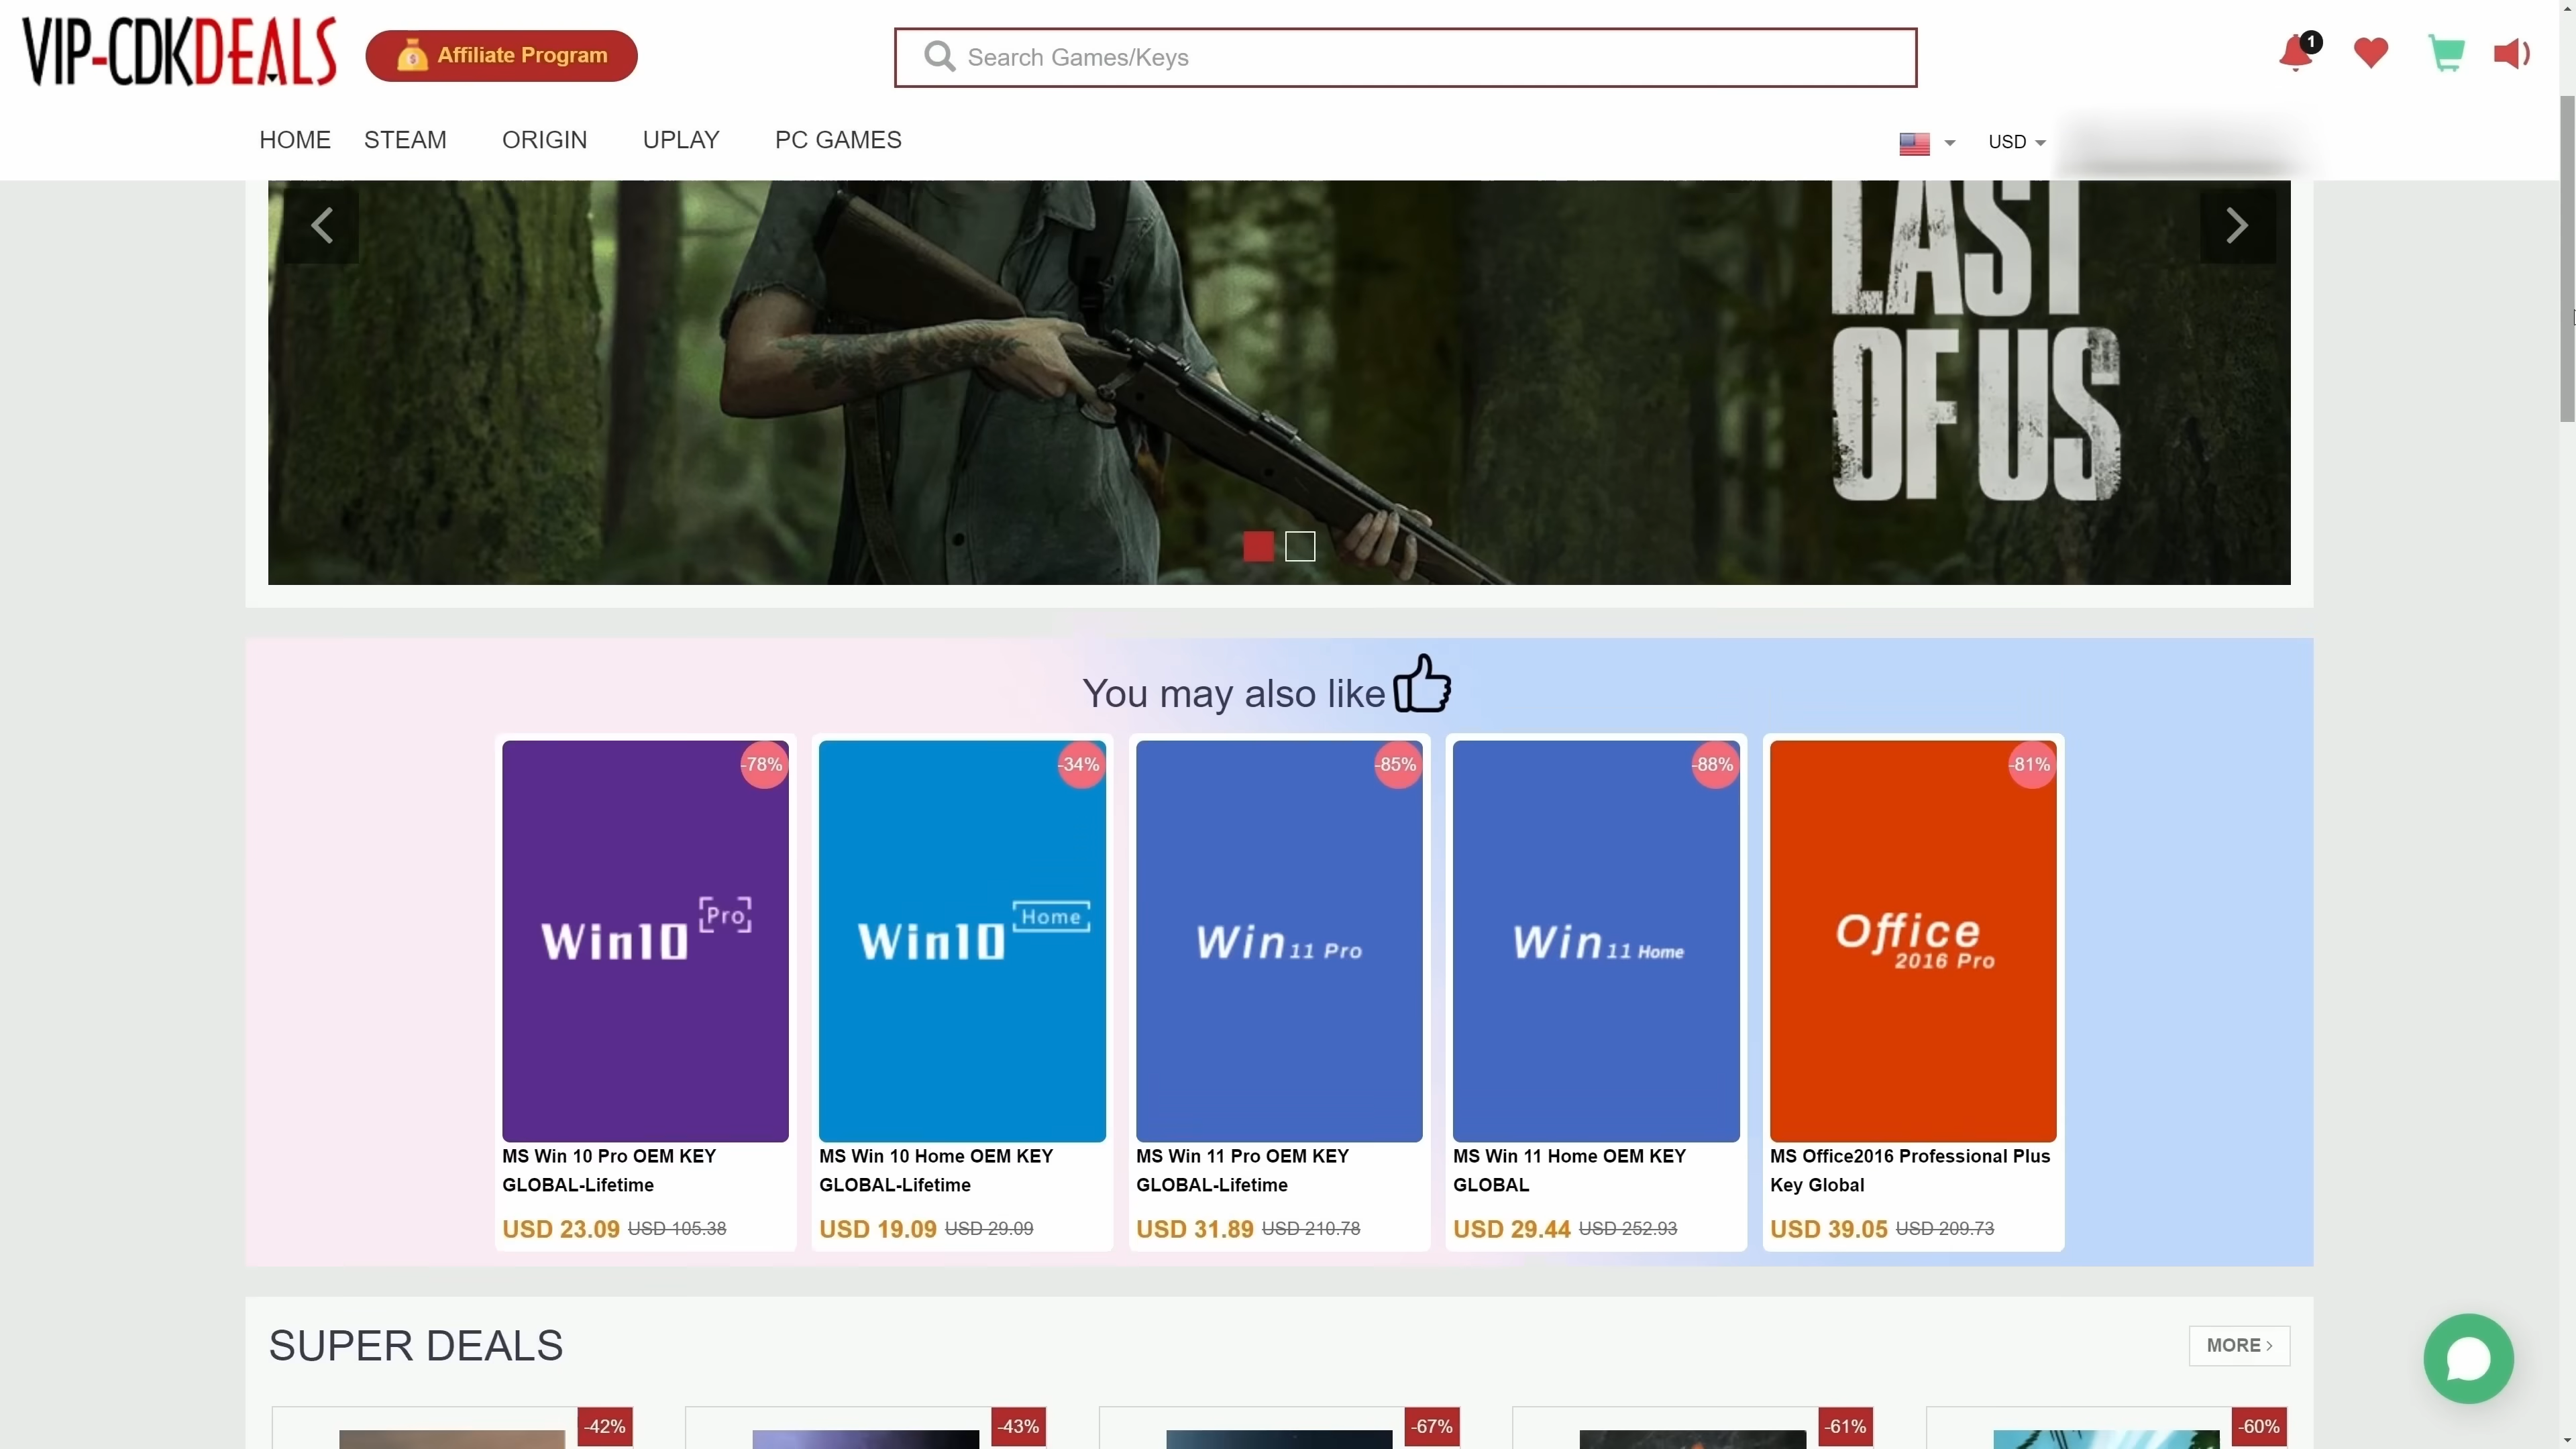 VIP-CDKDEALS
Affiliate Program
Search Games/Keys
1
HOME STEAM ORIGIN UPLAY PC GAMES
USD
LAST
OF US
You may also like
-78%
-34%
-85%
-88%
-81%
Win10 Pro
Win10 Home
Win 11 Pro
Win 11 Home
Office
2016 Pro
MS Win 10 Pro OEM KEY
GLOBAL-Lifetime
USD 23.09 USD 105.38
MS Win 10 Home OEM KEY
GLOBAL-Lifetime
USD 19.09 USD 29.09
MS Win 11 Pro OEM KEY
GLOBAL-Lifetime
USD 31.89 USD 210.78
MS Win 11 Home OEM KEY
GLOBAL
USD 29.44 USD 252.93
MS Office2016 Professional Plus
Key Global
USD 39.05 USD 209.73
SUPER DEALS
MORE >
-42%
-43%
-67%
-61%
-60%